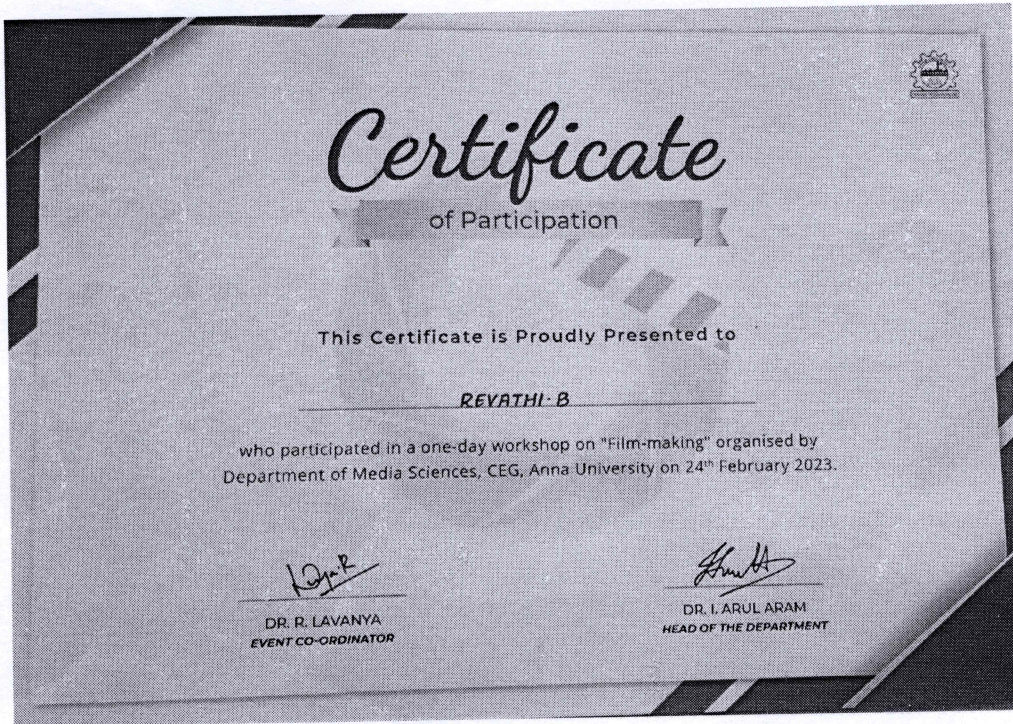 Certificate
of Participation
This Certificate is Proudly Presented to
REVATHI·B
who participated in a one-day workshop on "Film-making" organised by
Department of Media Sciences, CEG, Anna University on 24th February 2023.
DR. R. LAVANYA
EVENT CO-ORDINATOR
DR. I. ARUL ARAM
HEAD OF THE DEPARTMENT